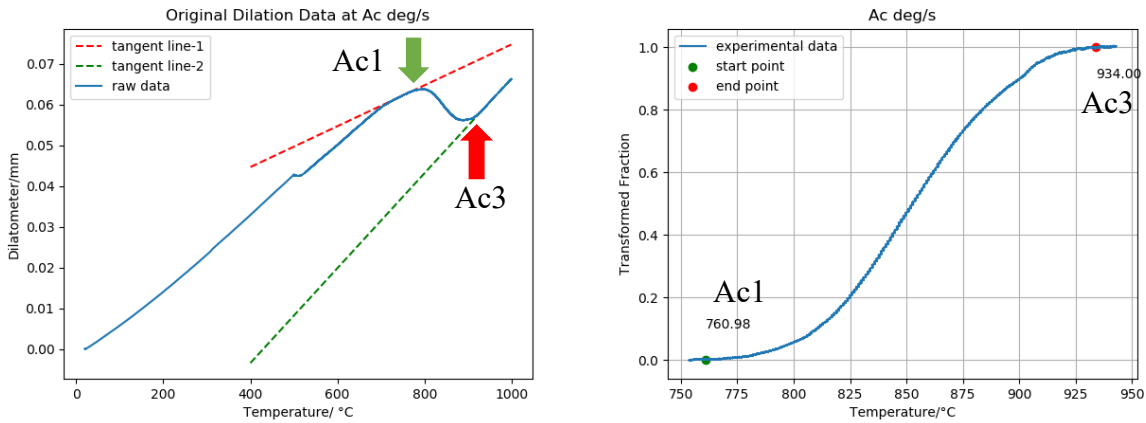 Original Dilation Data at Ac deg/s
tangent line-1
tangent line-2
raw data
Ac1
Ac3
0.07
0.06
0.05
0.04
0.03
0.02
0.01
0.00
Dilatometer/mm
0
200
400
600
800
1000
Temperature/ °C
Ac deg/s
experimental data
start point
end point
934.00
Ac3
Ac1
760.98
1.0
0.8
0.6
0.4
0.2
0.0
Transformed Fraction
750
775
800
825
850
875
900
925
950
Temperature/°C